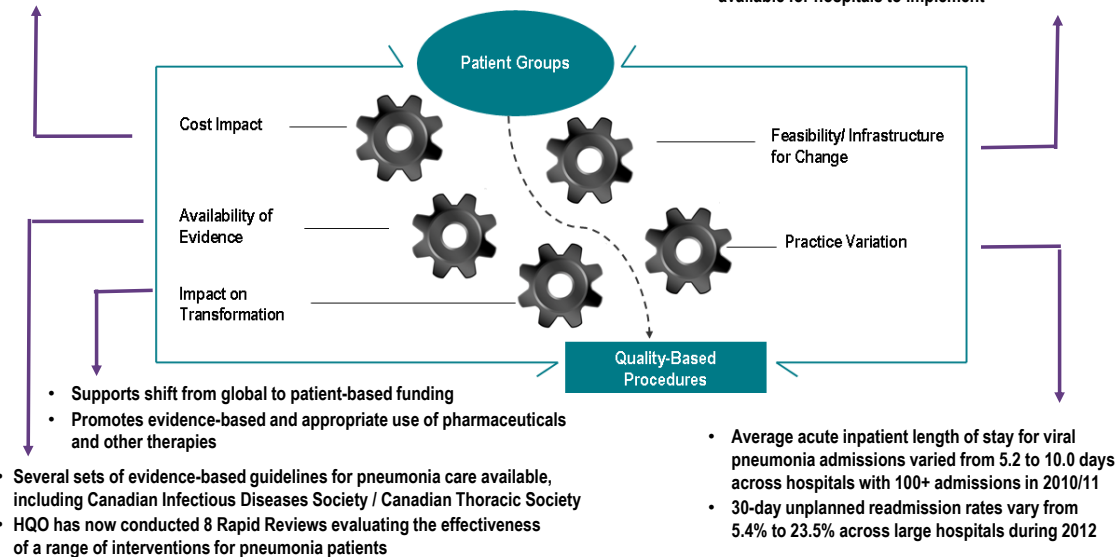 available for hospitals to implement
Patient Groups
Cost Impact
Feasibility/ Infrastructure
for Change
Availability of
Evidence
Practice Variation
Impact on
Transformation
Quality-Based
Procedures
• Supports shift from global to patient-based funding
• Promotes evidence-based and appropriate use of pharmaceuticals
and other therapies
• Several sets of evidence-based guidelines for pneumonia care available,
including Canadian Infectious Diseases Society / Canadian Thoracic Society
• HQO has now conducted 8 Rapid Reviews evaluating the effectiveness
of a range of interventions for pneumonia patients
• Average acute inpatient length of stay for viral
pneumonia admissions varied from 5.2 to 10.0 days
across hospitals with 100+ admissions in 2010/11
• 30-day unplanned readmission rates vary from
5.4% to 23.5% across large hospitals during 2012